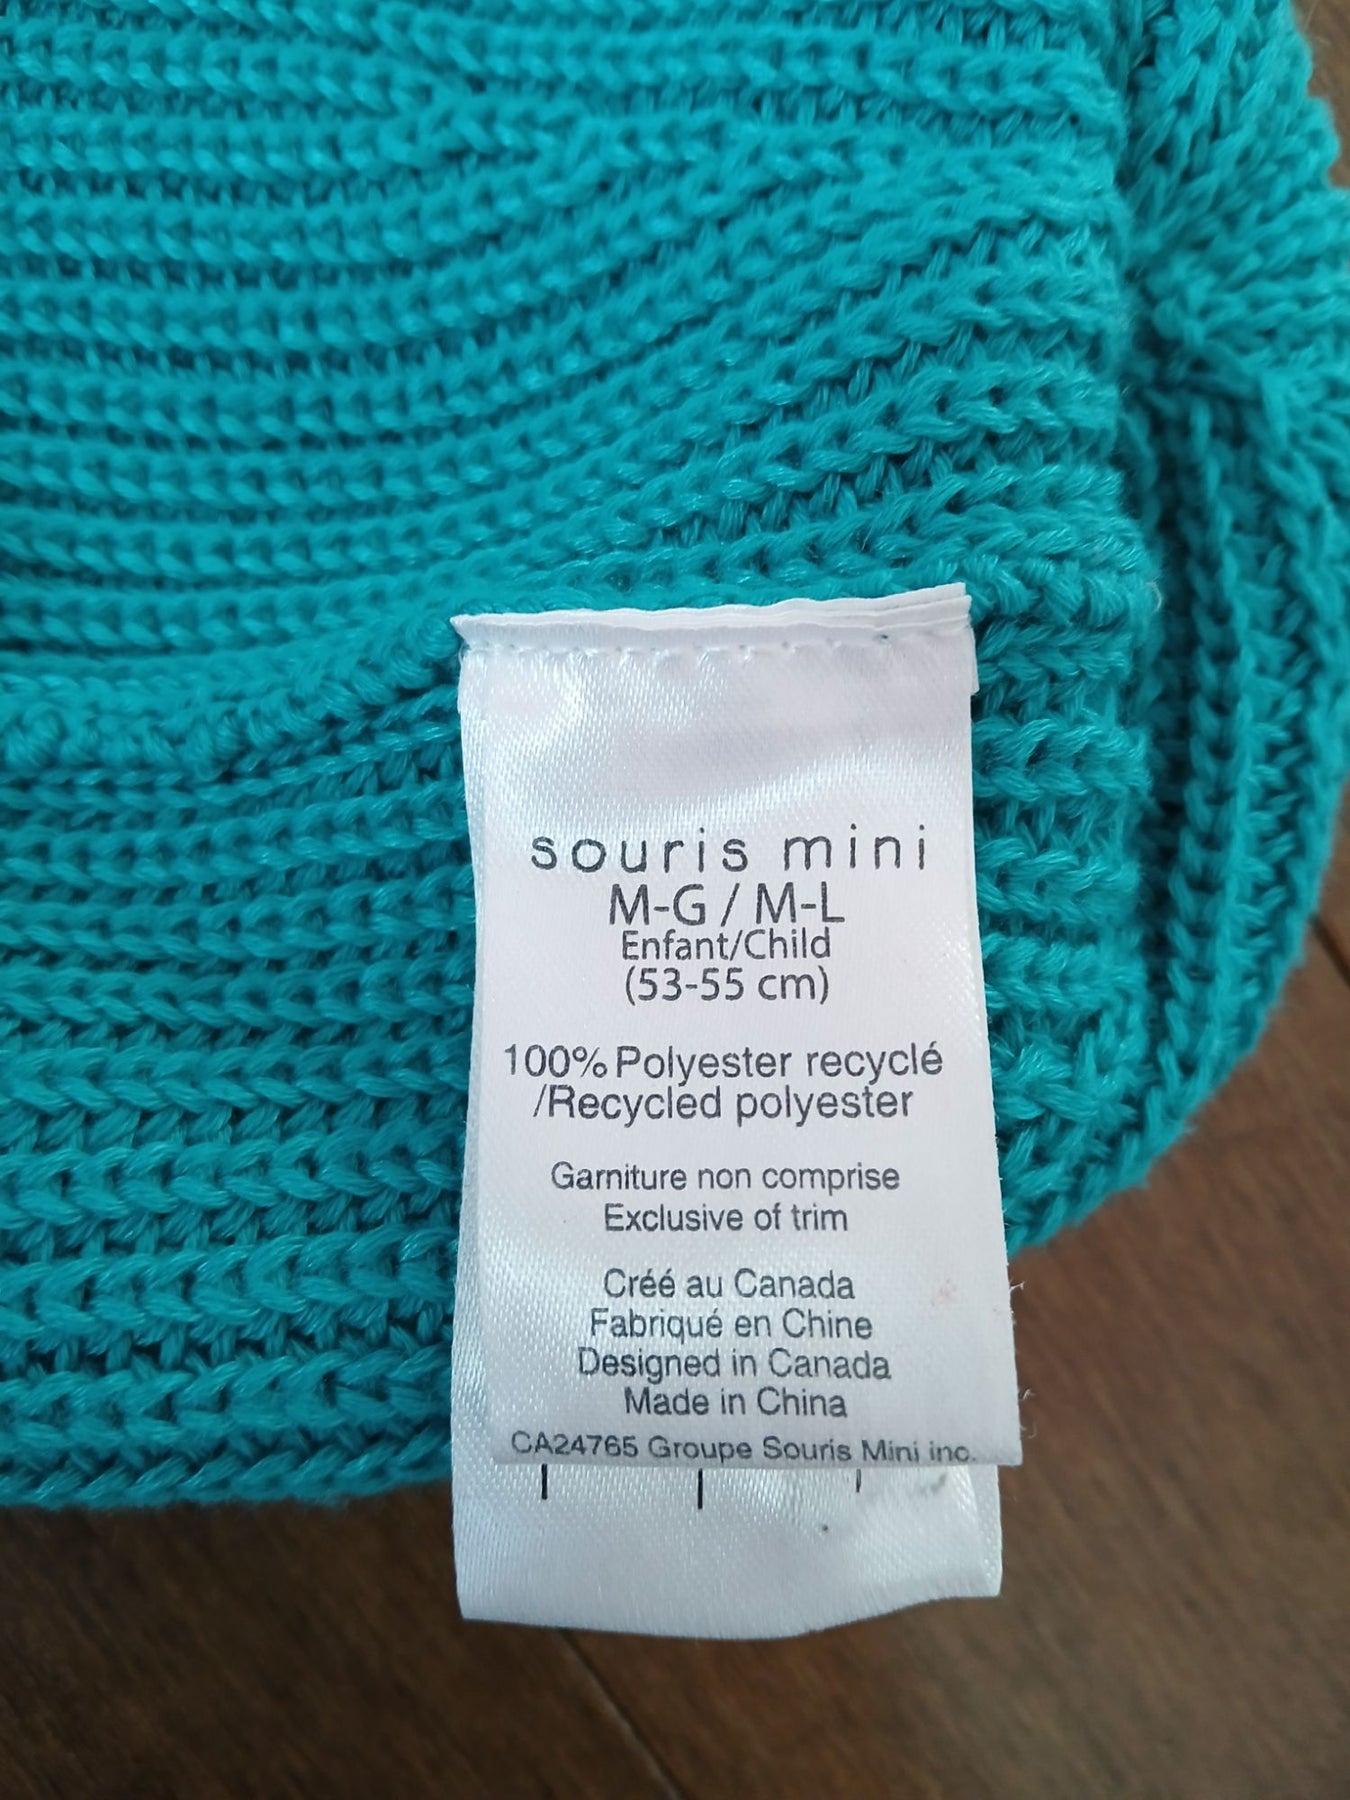 souris mini
M-G / M-L
Enfant/Child
(53-55 cm)
100% Polyester recyclé
/Recycled polyester
Garniture non comprise
Exclusive of trim
Créé au Canada
Fabriqué en Chine
Designed in Canada
Made in China
CA24765 Groupe Souris Mini inc.